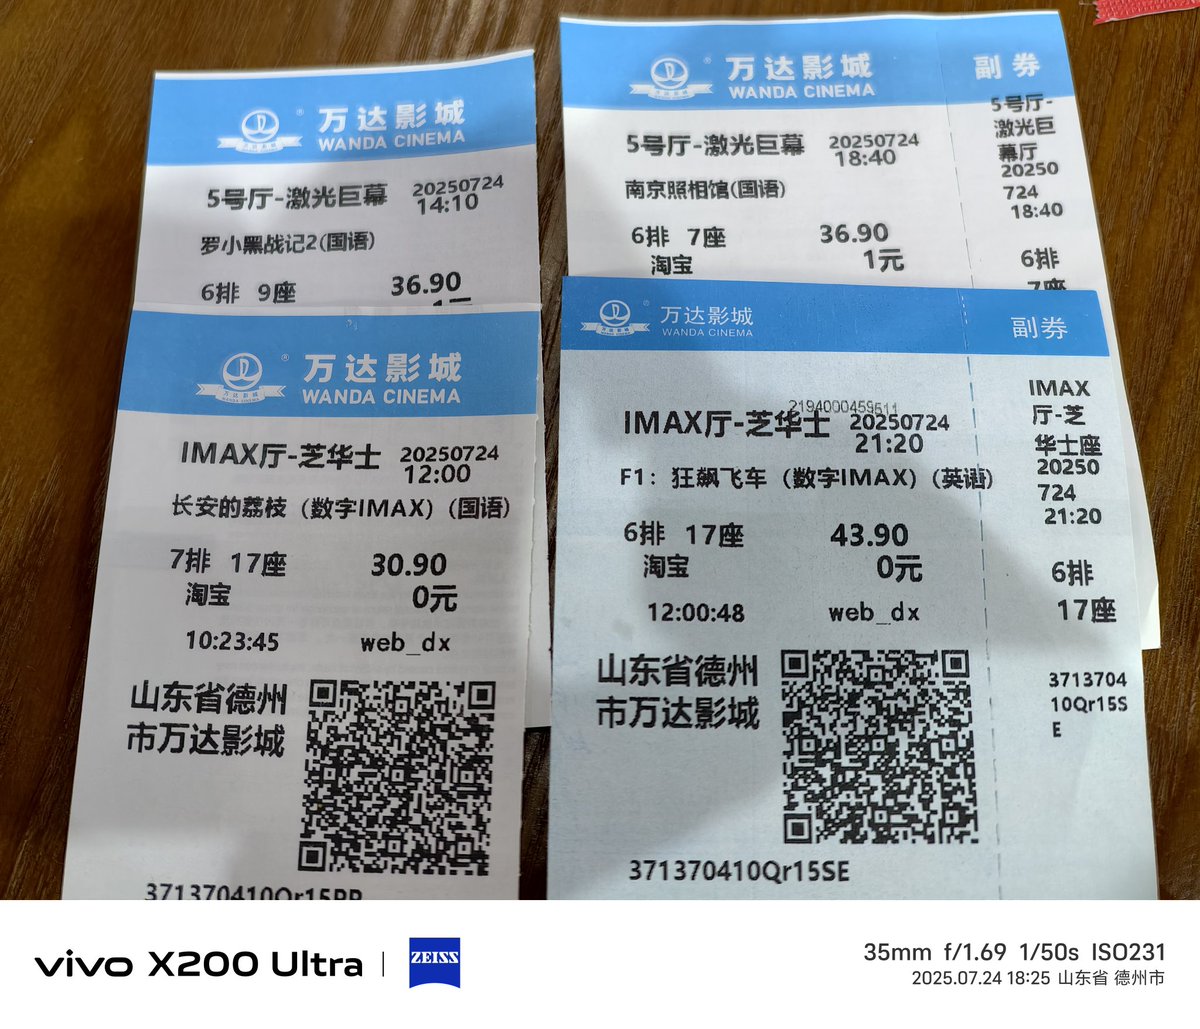 万达影城
WANDA CINEMA
5号厅-激光巨幕 20250724
14:10
罗小黑战记2(国语)
6排 9座 36.90
万达影城
WANDA CINEMA
副券
5号厅-激光巨幕 20250724
18:40
南京照相馆(国语)
6排 7座 36.90
淘宝 1元
5号厅-
激光巨
幕厅
20250
724
18:40
6排
7座
万达影城
WANDA CINEMA
IMAX厅-芝华士 20250724
12:00
长安的荔枝（数字IMAX）（国语）
7排 17座 30.90
淘宝 0元
10:23:45 web_dx
山东省德州
市万达影城
万达影城
WANDA CINEMA
副券
IMAX厅-芝华士 20250724
21:20
F1：狂飙飞车（数字IMAX）（英语）
6排 17座 43.90
淘宝 0元
12:00:48 web_dx
山东省德州
市万达影城
371370410Qr15SE
IMAX
厅-芝
华士座
20250
724
21:20
6排
17座
3713704
10Qr15S
E
vivo X200 Ultra | ZEISS
35mm f/1.69 1/50s ISO231
2025.07.24 18:25 山东省 德州市